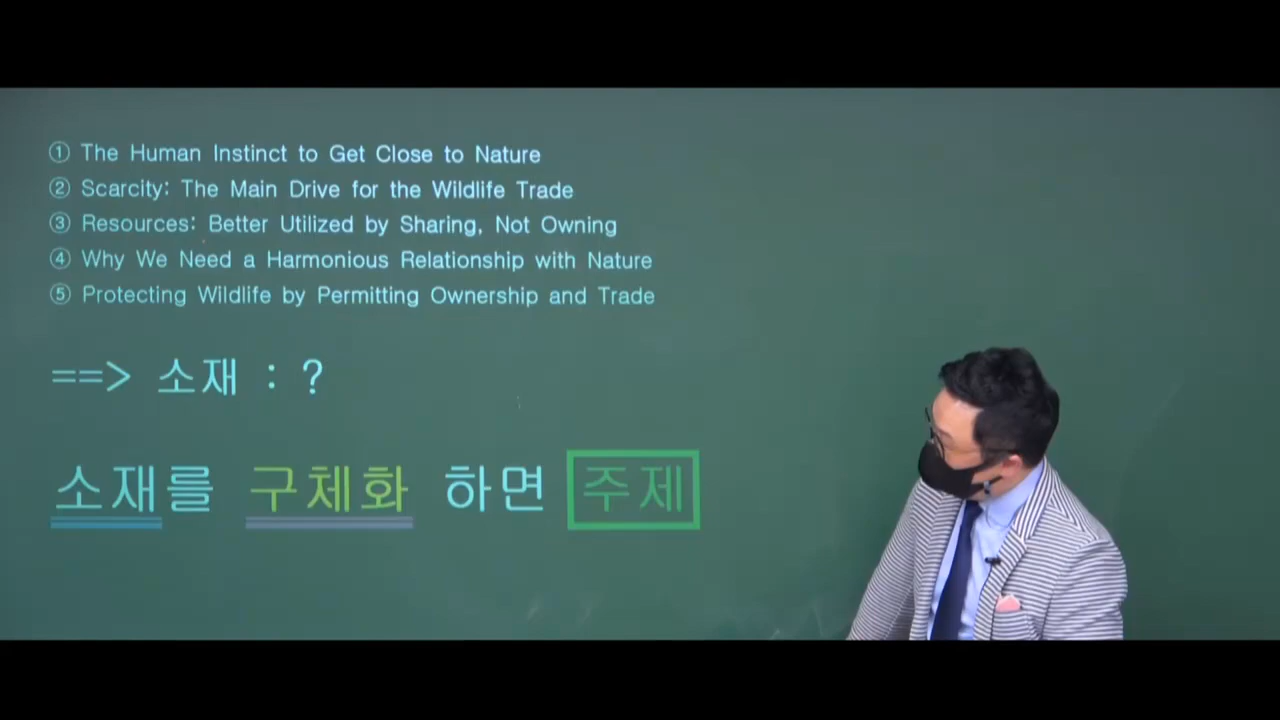 ① The Human Instinct to Get Close to Nature
② Scarcity: The Main Drive for the Wildlife Trade
③ Resources: Better Utilized by Sharing, Not Owning
④ Why We Need a Harmonious Relationship with Nature
⑤ Protecting Wildlife by Permitting Ownership and Trade
==> 소재 : ?
소재를 구체화 하면 주제